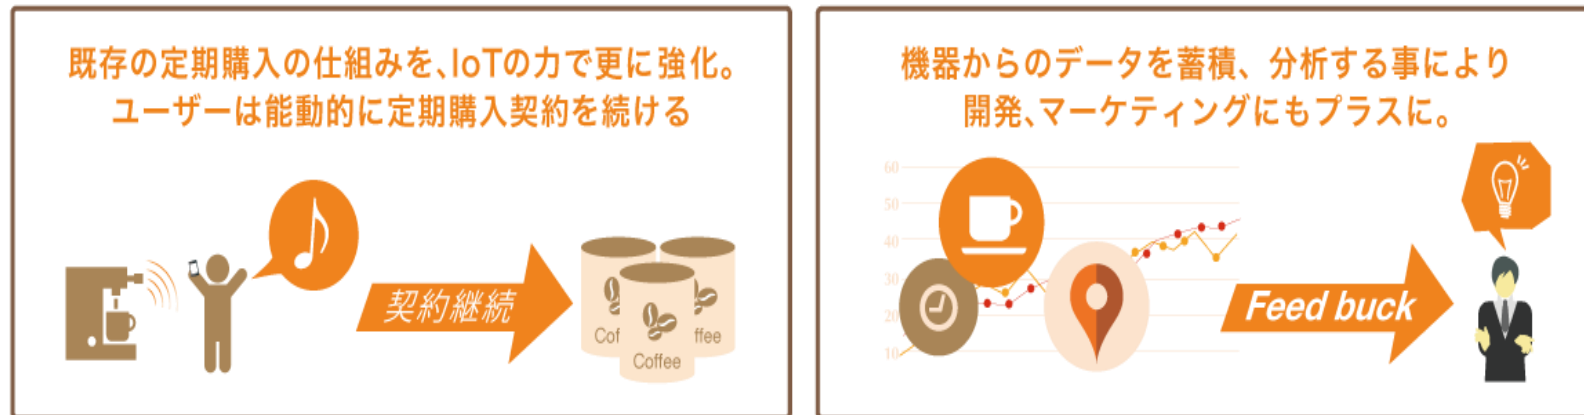 既存の定期購入の仕組みを、IoTの力で更に強化。
ユーザーは能動的に定期購入契約を続ける
契約継続
Coffee
機器からのデータを蓄積、分析する事により
開発、マーケティングにもプラスに。
60
50
40
30
20
10
Feed buck